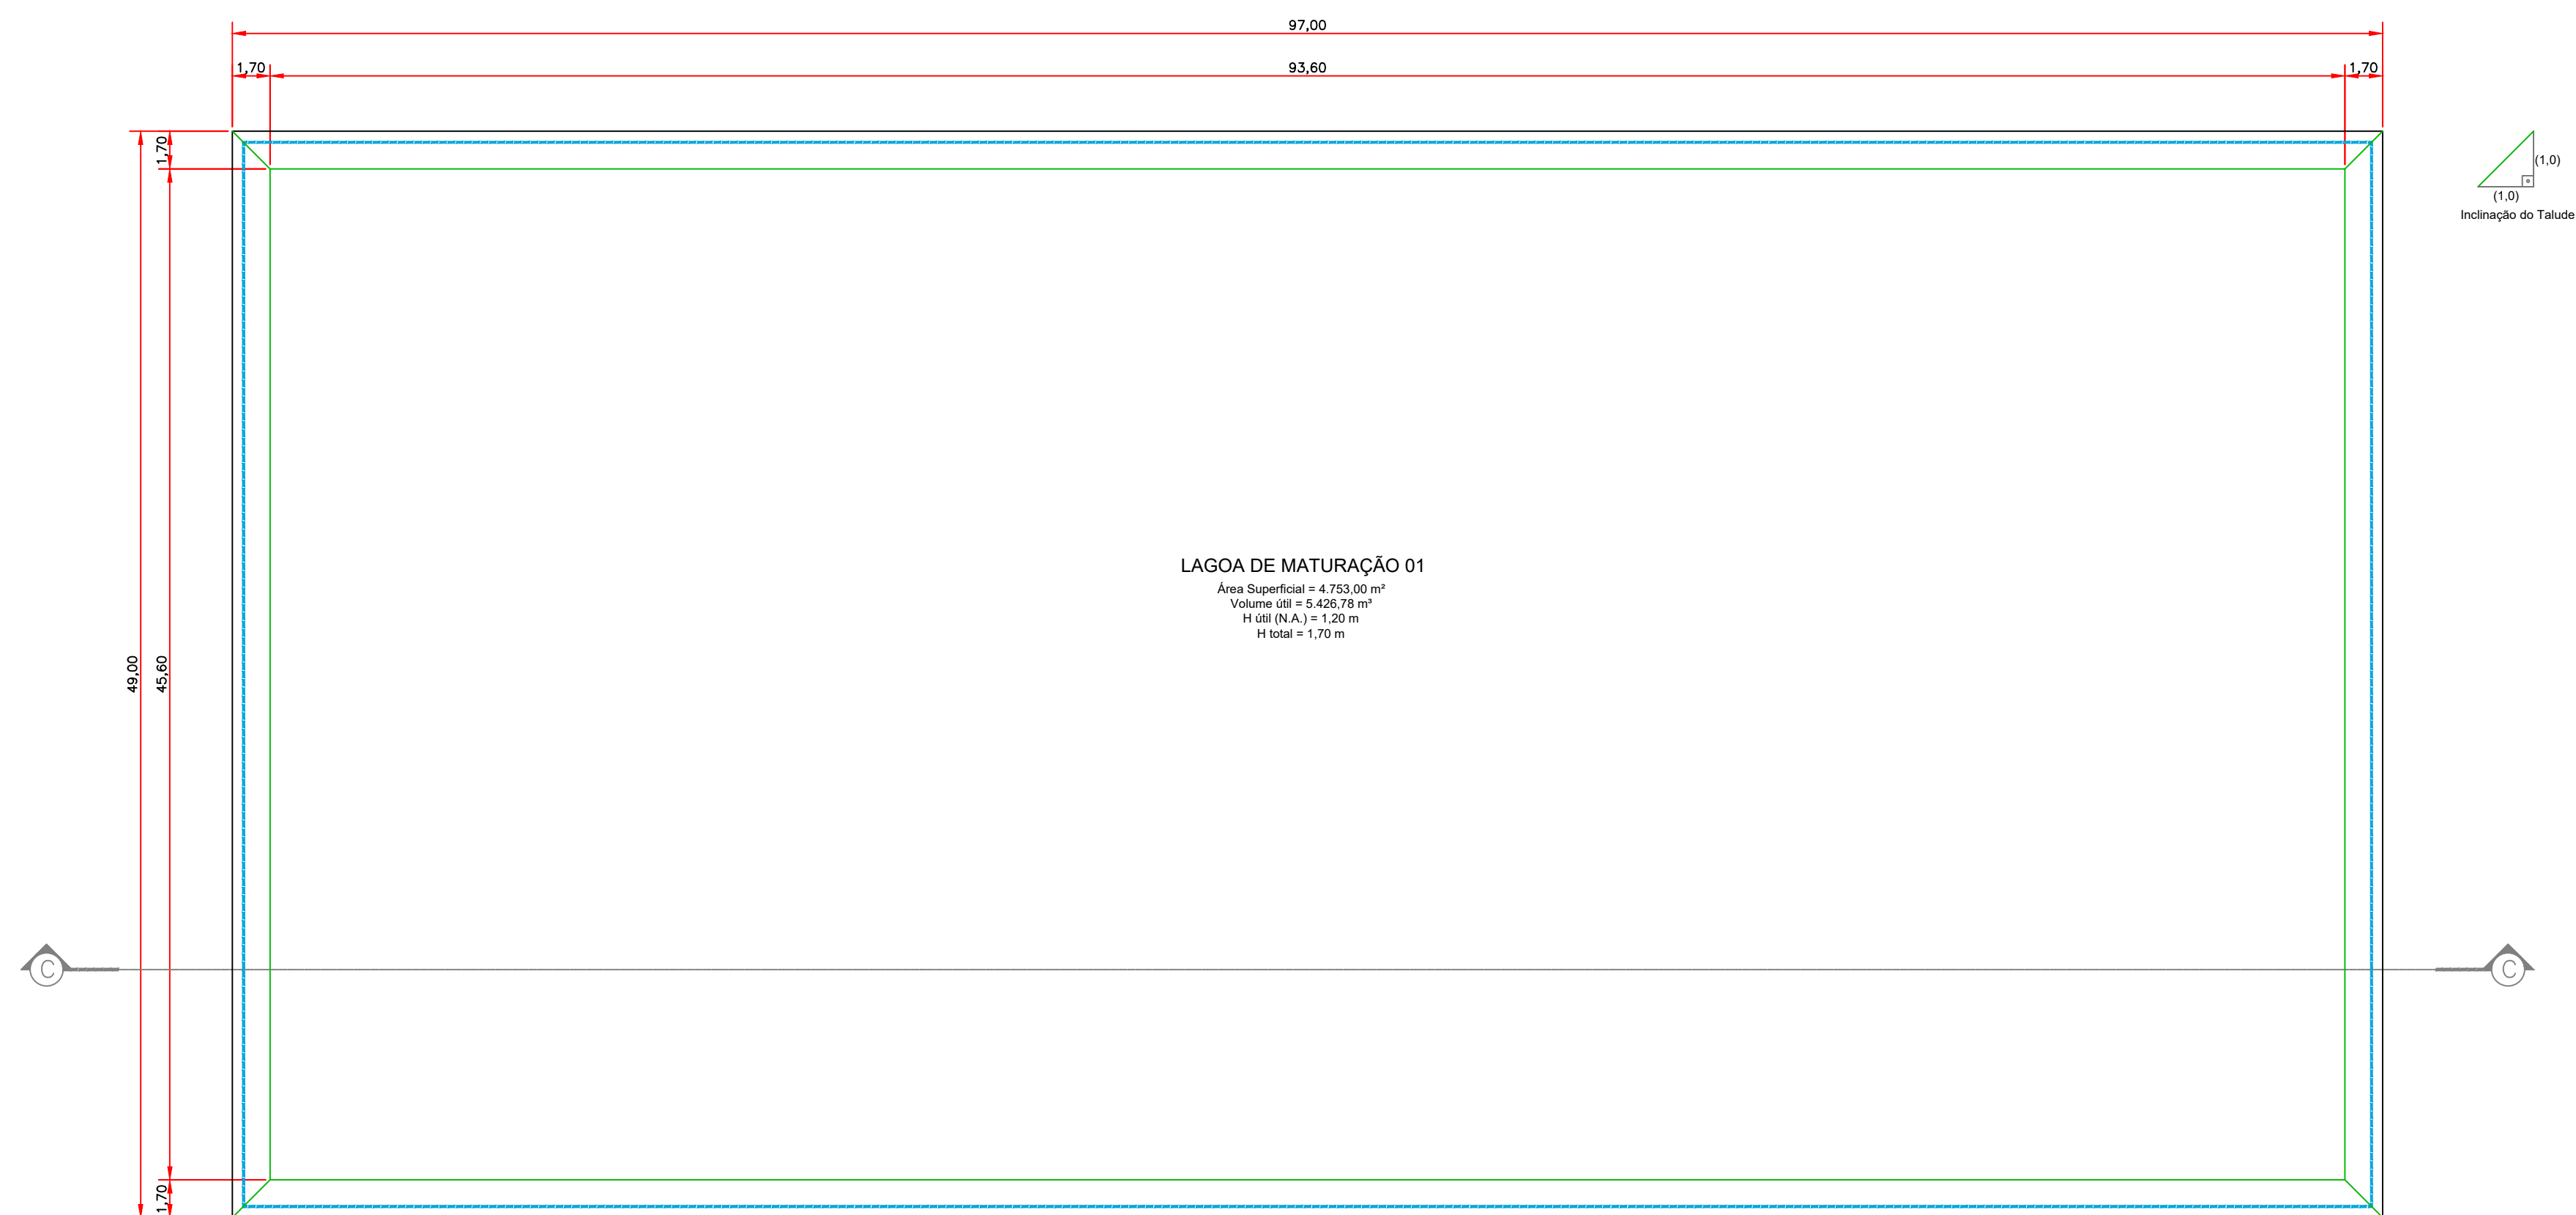 97,00
1,70
93,60
1,70
1,70
(1,0)
(1,0)
Inclinação do Talude
LAGOA DE MATURAÇÃO 01
Área Superficial = 4.753,00 m²
Volume útil = 5.426,78 m³
H útil (N.A.) = 1,20 m
H total = 1,70 m
49,00
45,60
C
C
1,70